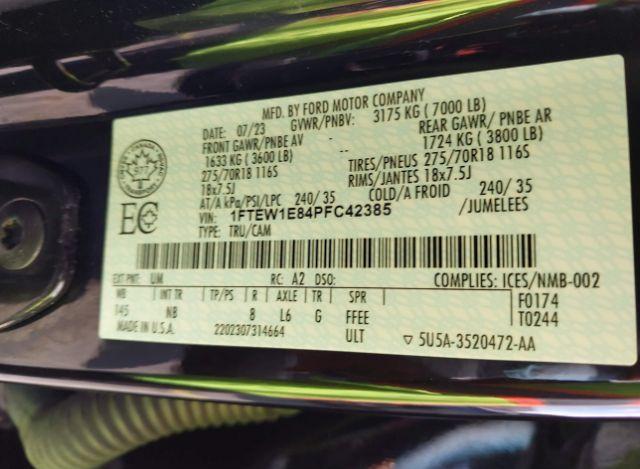 MFD. BY FORD MOTOR COMPANY
DATE: 07/23 GVWR/PNBV: 3175 KG ( 7000 LB)
FRONT GAWR/ PNBE AV - REAR GAWR/ PNBE AR
1633 KG ( 3600 LB) - 1724 KG ( 3800 LB)
275/70R18 116S TIRES/PNEUS 275/70R18 116S
18x7.5J RIMS/JANTES 18x7.5J
AT/A kPa/PSI/LPC 240/ 35 COLD/A FROID 240/ 35
VIN: 1FTEW1E84PFC42385 /JUMELEES
TYPE: TRU/CAM
977
EC
EXT PNT: UM RC: A2 DSO: COMPLIES: ICES/NMB-002
WB INT TR TP/PS R AXLE TR SPR F0174
145 NB 8 L6 G FFEE T0244
MADE IN U.S.A. 2202307314664 ULT ▽ 5U5A-3520472-AA